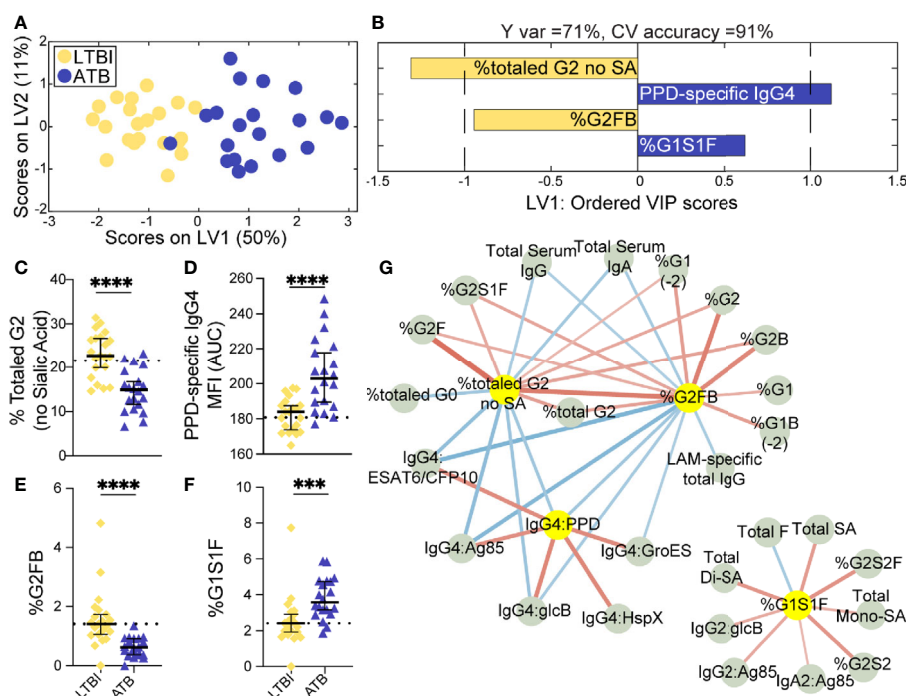 A
LTBI
ATB
Scores on LV2 (11%)
2
1
0
-1
-2
-3
-2
-1
0
1
2
3
Scores on LV1 (50%)
B
Y var =71%, CV accuracy =91%
%totaled G2 no SA
PPD-specific IgG4
%G2FB
%G1S1F
-1.5
-1
-0.5
0
0.5
1
1.5
LV1: Ordered VIP scores
C
****
% Totaled G2
(no Sialic Acid)
40
30
20
10
0
D
****
PPD-specific IgG4
MFI (AUC)
260
240
220
200
180
160
E
****
%G2FB
6
4
2
0
LTBI
ATB
F
***
%G1S1F
10
8
6
4
2
0
LTBI
ATB
G
Total Serum
IgG
Total Serum
IgA
%G1
(-2)
%G2S1F
%G2
%G2F
%G2B
%totaled G0
%totaled G2
no SA
%total G2
%G2FB
%G1
%G1B
(-2)
IgG4:
ESAT6/CFP10
LAM-specific
total IgG
IgG4:PPD
IgG4:Ag85
IgG4:GroES
IgG4:glcB
IgG4:HspX
Total F
Total SA
Total
Di-SA
%G2S2F
%G1S1F
Total
Mono-SA
IgG2:glcB
IgG2:Ag85
IgA2:Ag85
%G2S2